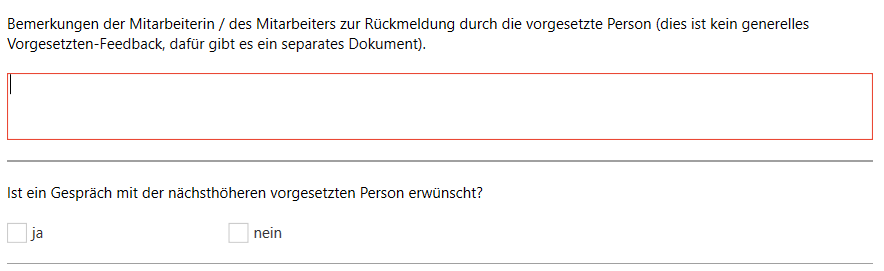 Bemerkungen der Mitarbeiterin / des Mitarbeiters zur Rückmeldung durch die vorgesetzte Person (dies ist kein generelles
Vorgesetzten-Feedback, dafür gibt es ein separates Dokument).
Ist ein Gespräch mit der nächsthöheren vorgesetzten Person erwünscht?
ja nein